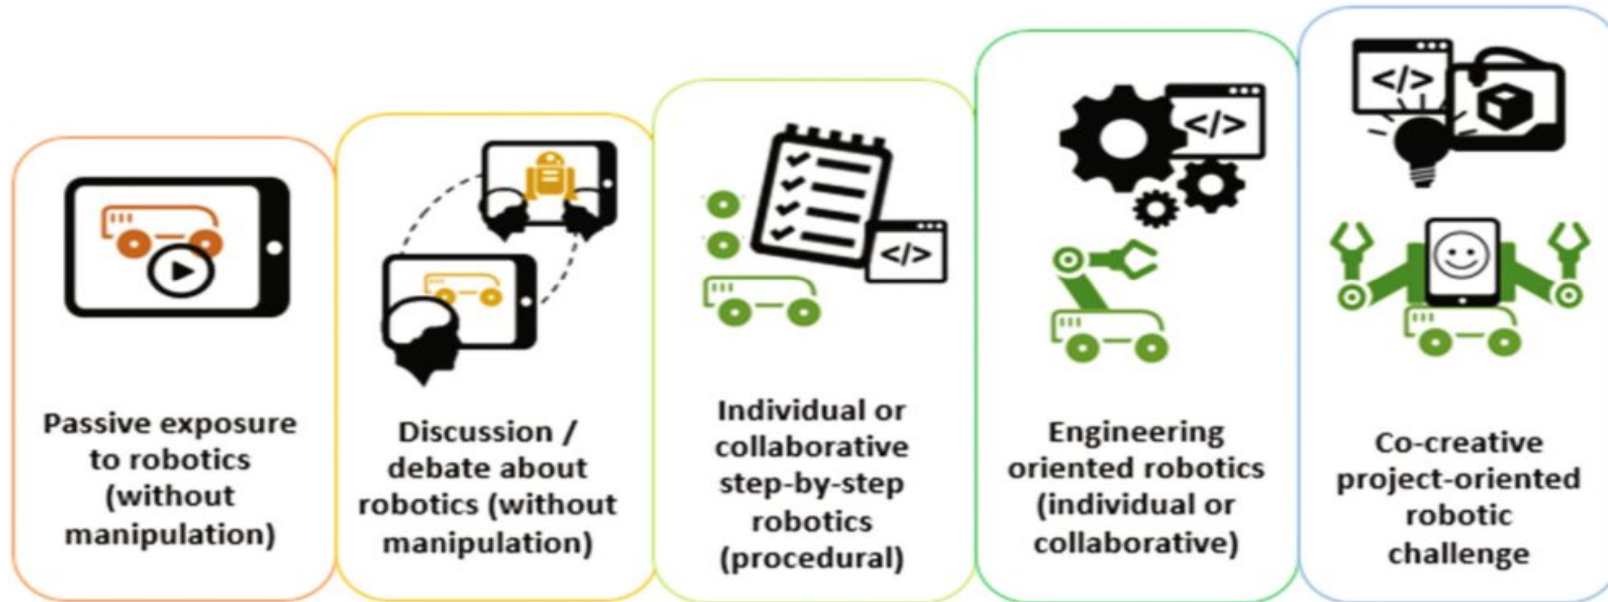 Passive exposure
to robotics
(without
manipulation)
Discussion /
debate about
robotics (without
manipulation)
</>
Individual or
collaborative
step-by-step
robotics
(procedural)
</>
Engineering
oriented robotics
(individual or
collaborative)
</>
Co-creative
project-oriented
robotic
challenge